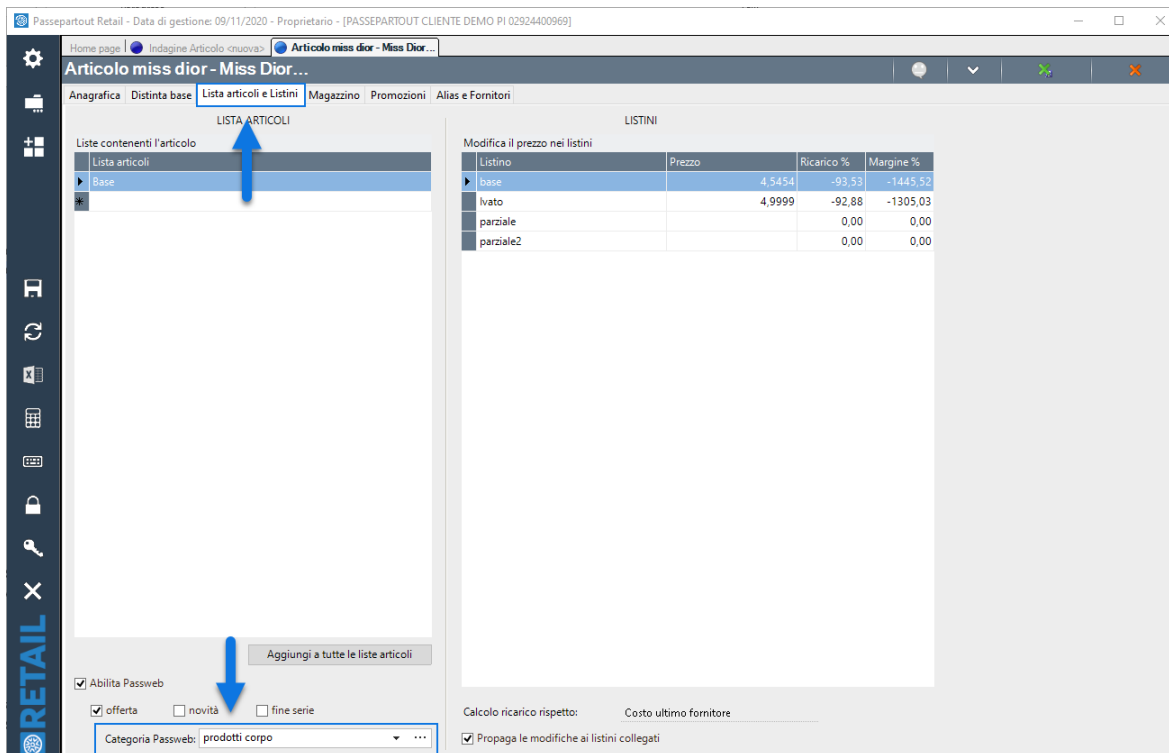 Passepartout Retail - Data di gestione: 09/11/2020 - Proprietario - [PASSEPARTOUT CLIENTE DEMO PI 02924400969]
Home page Indagine Articolo <nuova> Articolo miss dior - Miss Dior...
Articolo miss dior - Miss Dior...
Anagrafica Distinta base Lista articoli e Listini Magazzino Promozioni Alias e Fornitori
LISTA ARTICOLI
Liste contenenti l'articolo
Lista articoli
Base
Aggiungi a tutte le liste articoli
Abilita Passweb
offerta novità fine serie
Categoria Passweb: prodotti corpo ...
LISTINI
Modifica il prezzo nei listini
Listino Prezzo Ricarico % Margine %
base 4,5454 -93,53 -1445,52
Ivato 4,9999 -92,88 -1305,03
parziale 0,00 0,00
parziale2 0,00 0,00
Calcolo ricarico rispetto: Costo ultimo fornitore
Propaga le modifiche ai listini collegati
RETAIL